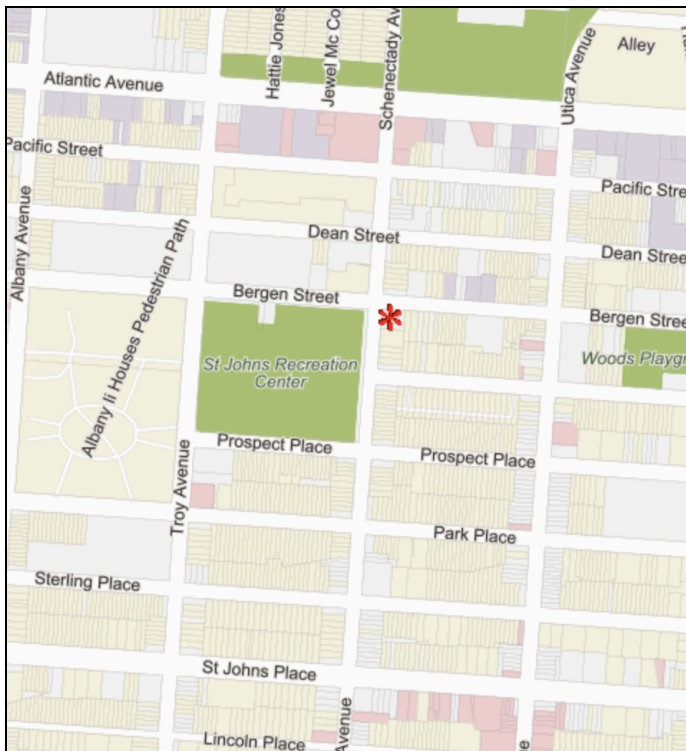 Hattie Jones
Jewel Mc Co
Schenectady Av
Utica Avenue
Alley
Atlantic Avenue
Pacific Street
Pacific Stre
Albany Avenue
Albany Ii Houses Pedestrian Path
Dean Street
Dean Stree
Bergen Street
Bergen Stree
St Johns Recreation
Center
Woods Playgr
Prospect Place
Prospect Place
Troy Avenue
Park Place
Sterling Place
St Johns Place
Avenue
Lincoln Place